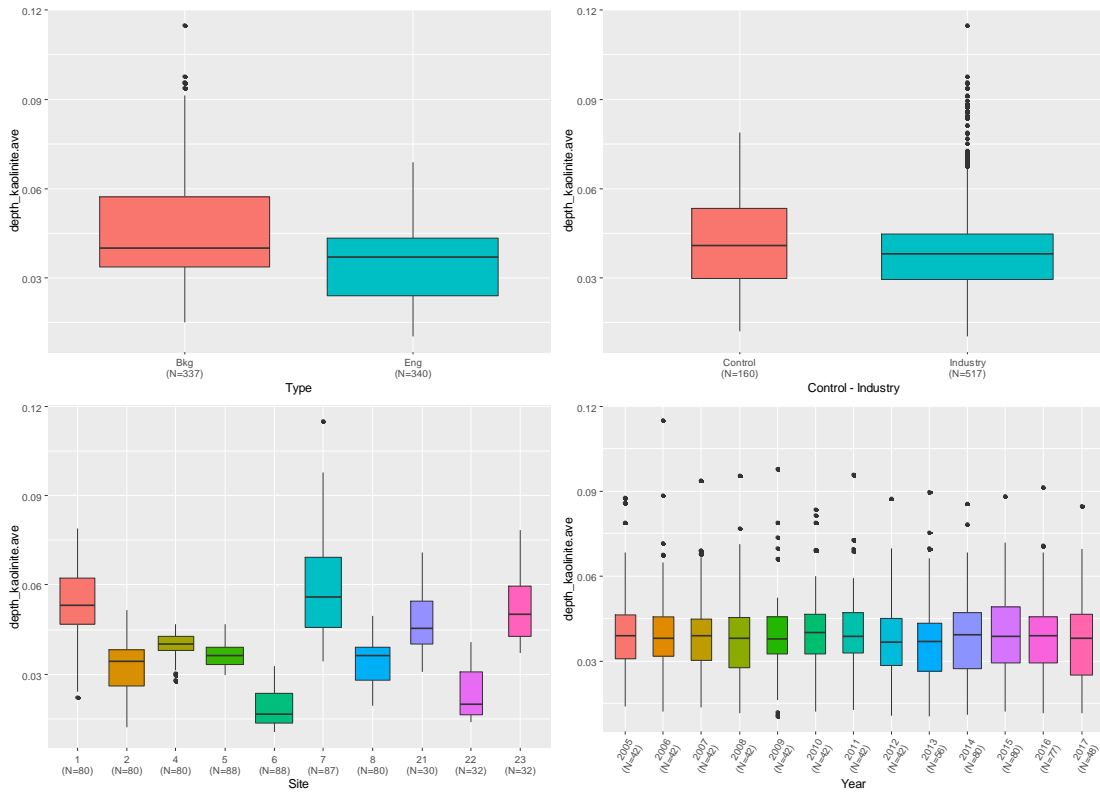 0.12
0.09
0.06
0.03
depth_kaolinite.ave
Bkg
(N=337)
Eng
(N=340)
Type
0.12
0.09
0.06
0.03
depth_kaolinite.ave
Control
(N=160)
Industry
(N=517)
Control - Industry
0.12
0.09
0.06
0.03
depth_kaolinite.ave
1
(N=80)
2
(N=80)
4
(N=80)
5
(N=88)
6
(N=88)
7
(N=87)
8
(N=80)
21
(N=30)
22
(N=32)
23
(N=32)
Site
0.12
0.09
0.06
0.03
depth_kaolinite.ave
2005
(N=42)
2006
(N=42)
2007
(N=42)
2008
(N=42)
2009
(N=42)
2010
(N=42)
2011
(N=42)
2012
(N=42)
2013
(N=56)
2014
(N=80)
2015
(N=80)
2016
(N=77)
2017
(N=48)
Year